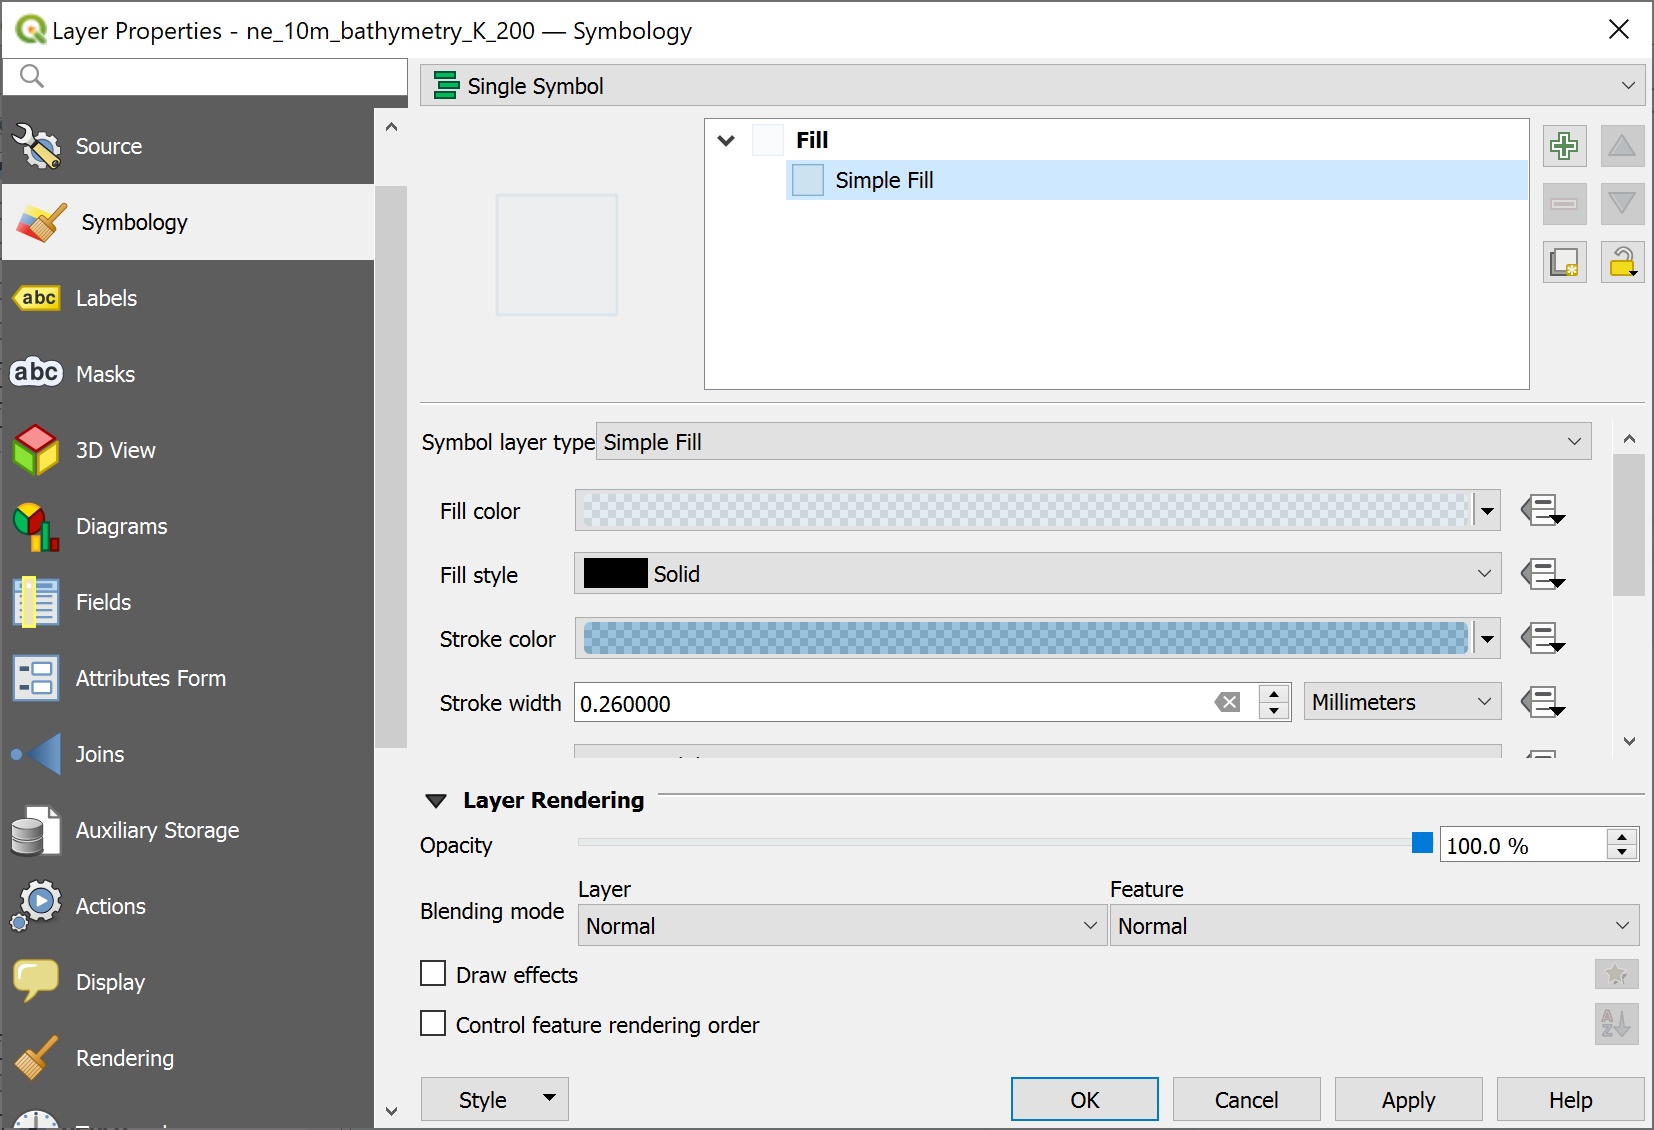 Layer Properties - ne_10m_bathymetry_K_200 — Symbology
Source
Symbology
abc Labels
abc Masks
3D View
Diagrams
Fields
Attributes Form
Joins
Auxiliary Storage
Actions
Display
Rendering
Single Symbol
Fill
Simple Fill
Symbol layer type Simple Fill
Fill color
Fill style Solid
Stroke color
Stroke width 0.260000 Millimeters
Layer Rendering
Opacity 100.0 %
Layer Feature
Blending mode Normal Normal
Draw effects
Control feature rendering order
A
Z
Style OK Cancel Apply Help